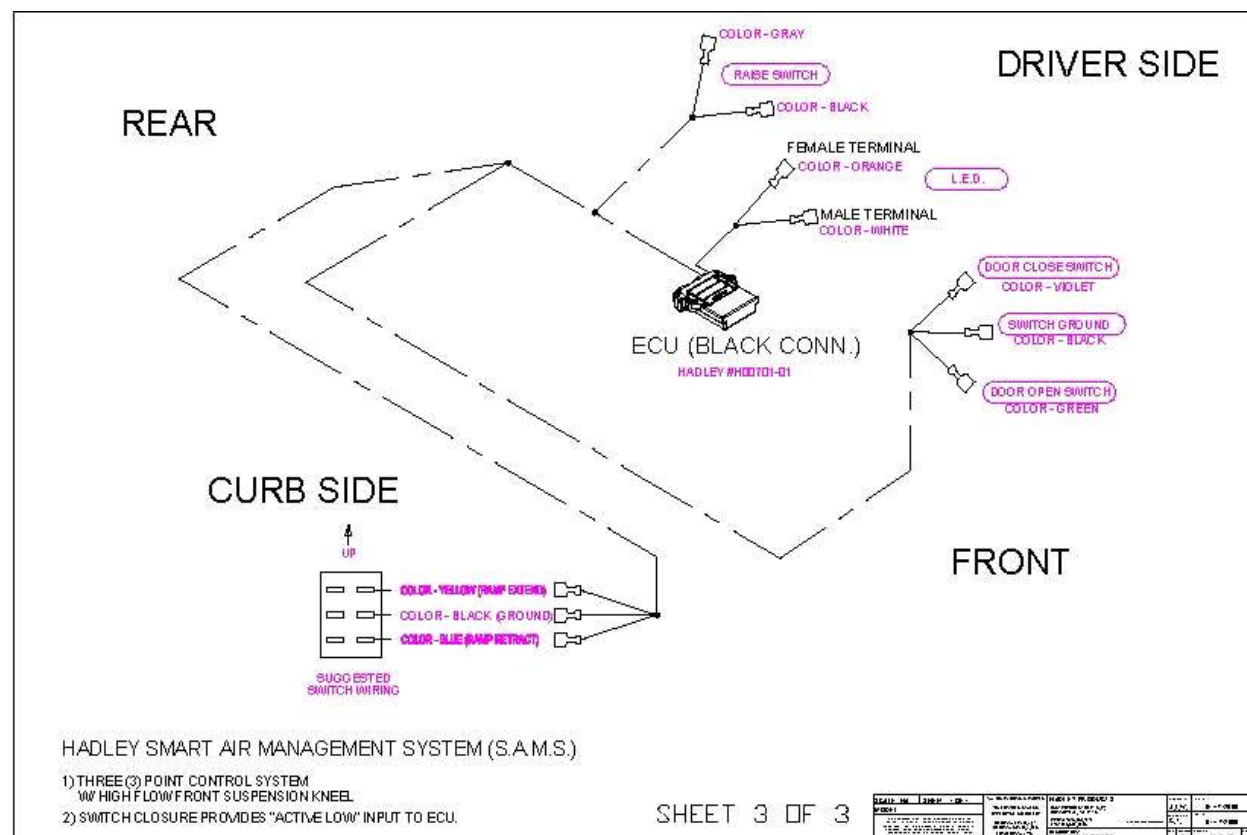 COLOR - GRAY
DRIVER SIDE
RAISE SWITCH
REAR
COLOR - BLACK
FEMALE TERMINAL
COLOR - ORANGE
L.E.D.
MALE TERMINAL
COLOR - WHITE
DOOR CLOSE SWITCH
COLOR - VIOLET
SWITCH GROUND
COLOR - BLACK
ECU (BLACK CONN.)
HADLEY #H00701-01
DOOR OPEN SWITCH
COLOR - GREEN
CURB SIDE
UP
FRONT
COLOR - YELLOW (RAMP EXTEND)
COLOR - BLACK (GROUND)
COLOR - BLUE (RAMP RETRACT)
SUGGESTED
SWITCH WIRING
HADLEY SMART AIR MANAGEMENT SYSTEM (S.A.M.S.)
1) THREE (3) POINT CONTROL SYSTEM
W/ HIGH FLOW FRONT SUSPENSION KNEEL
2) SWITCH CLOSURE PROVIDES "ACTIVE LOW" INPUT TO ECU.
SHEET 3 OF 3